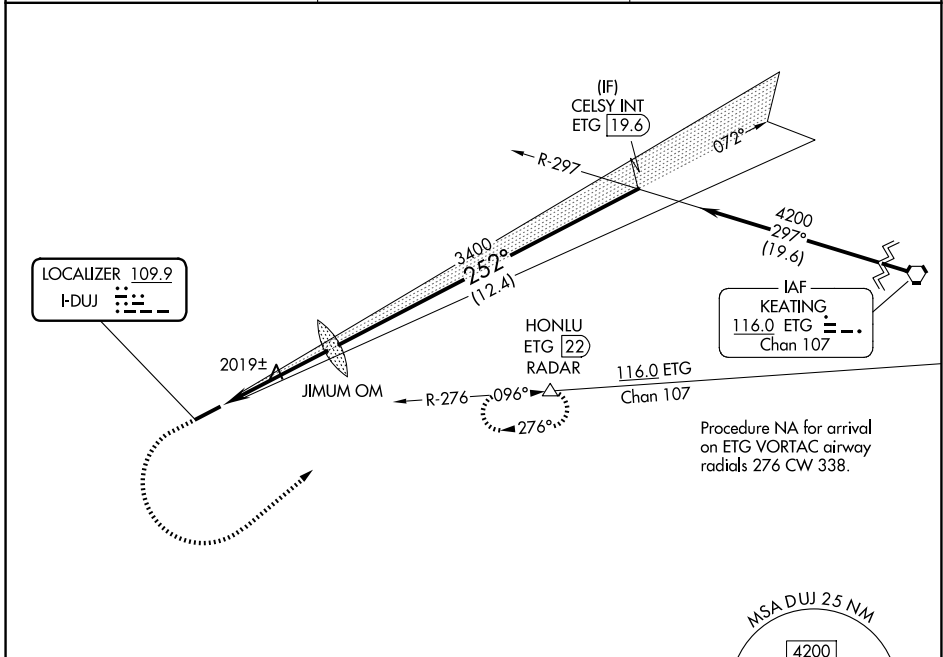 (IF)
CELSY INT
ETG 19.6
R-297
072°
4200
297°
(19.6)
3400
252°
(12.4)
LOCALIZER 109.9
I-DUJ
IAF
KEATING
116.0 ETG
Chan 107
HONLU
ETG 22
RADAR
2019±
JIMUM OM
116.0 ETG
Chan 107
R-276
096°
276°
Procedure NA for arrival
on ETG VORTAC airway
radials 276 CW 338.
MSA DUJ 25 NM
4200